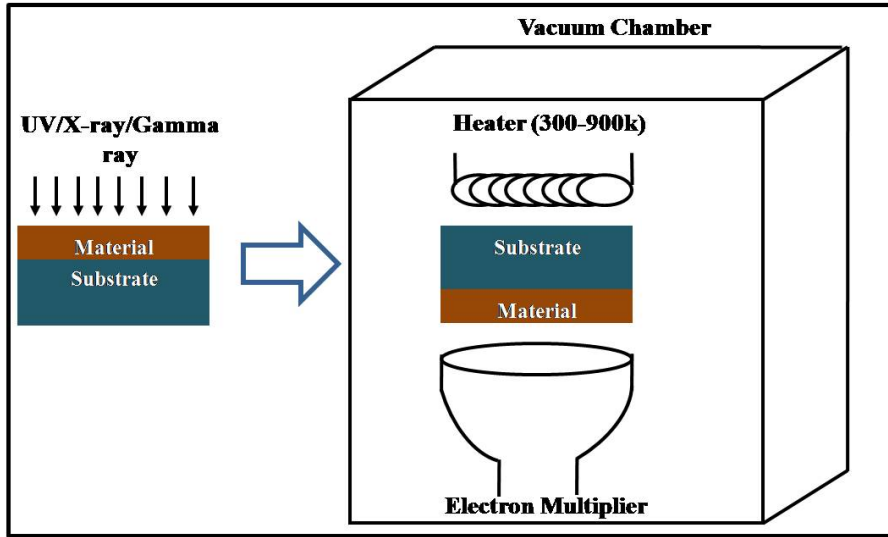 UV/X-ray/Gamma
ray
Material
Substrate
Vacuum Chamber
Heater (300-900k)
Substrate
Material
Electron Multiplier